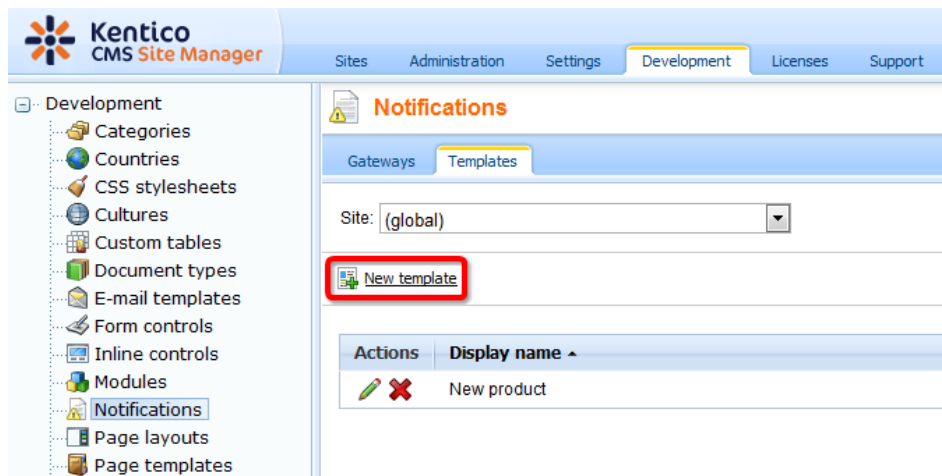 Kentico
CMS Site Manager
Sites Administration Settings Development Licenses Support
Development
Categories
Countries
CSS stylesheets
Cultures
Custom tables
Document types
E-mail templates
Form controls
Inline controls
Modules
Notifications
Page layouts
Page templates
Notifications
Gateways Templates
Site: (global)
New template
Actions Display name
New product